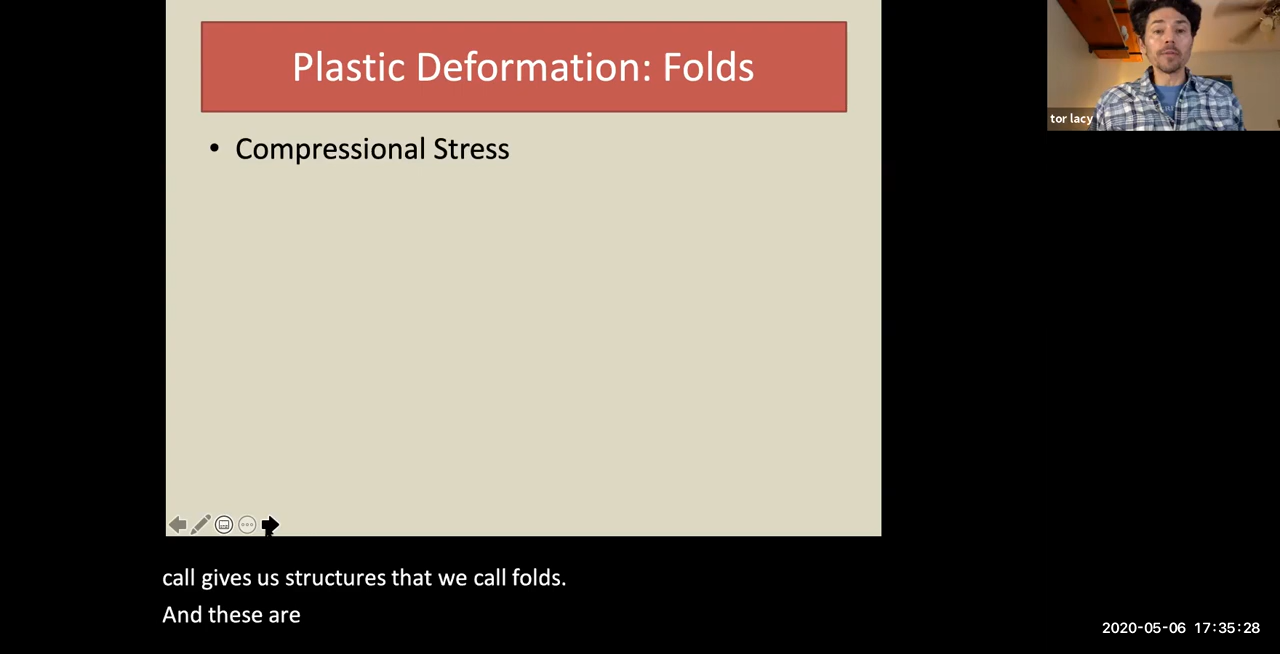 Plastic Deformation: Folds
• Compressional Stress
tor lacy
call gives us structures that we call folds.
And these are
2020-05-06 17:35:28